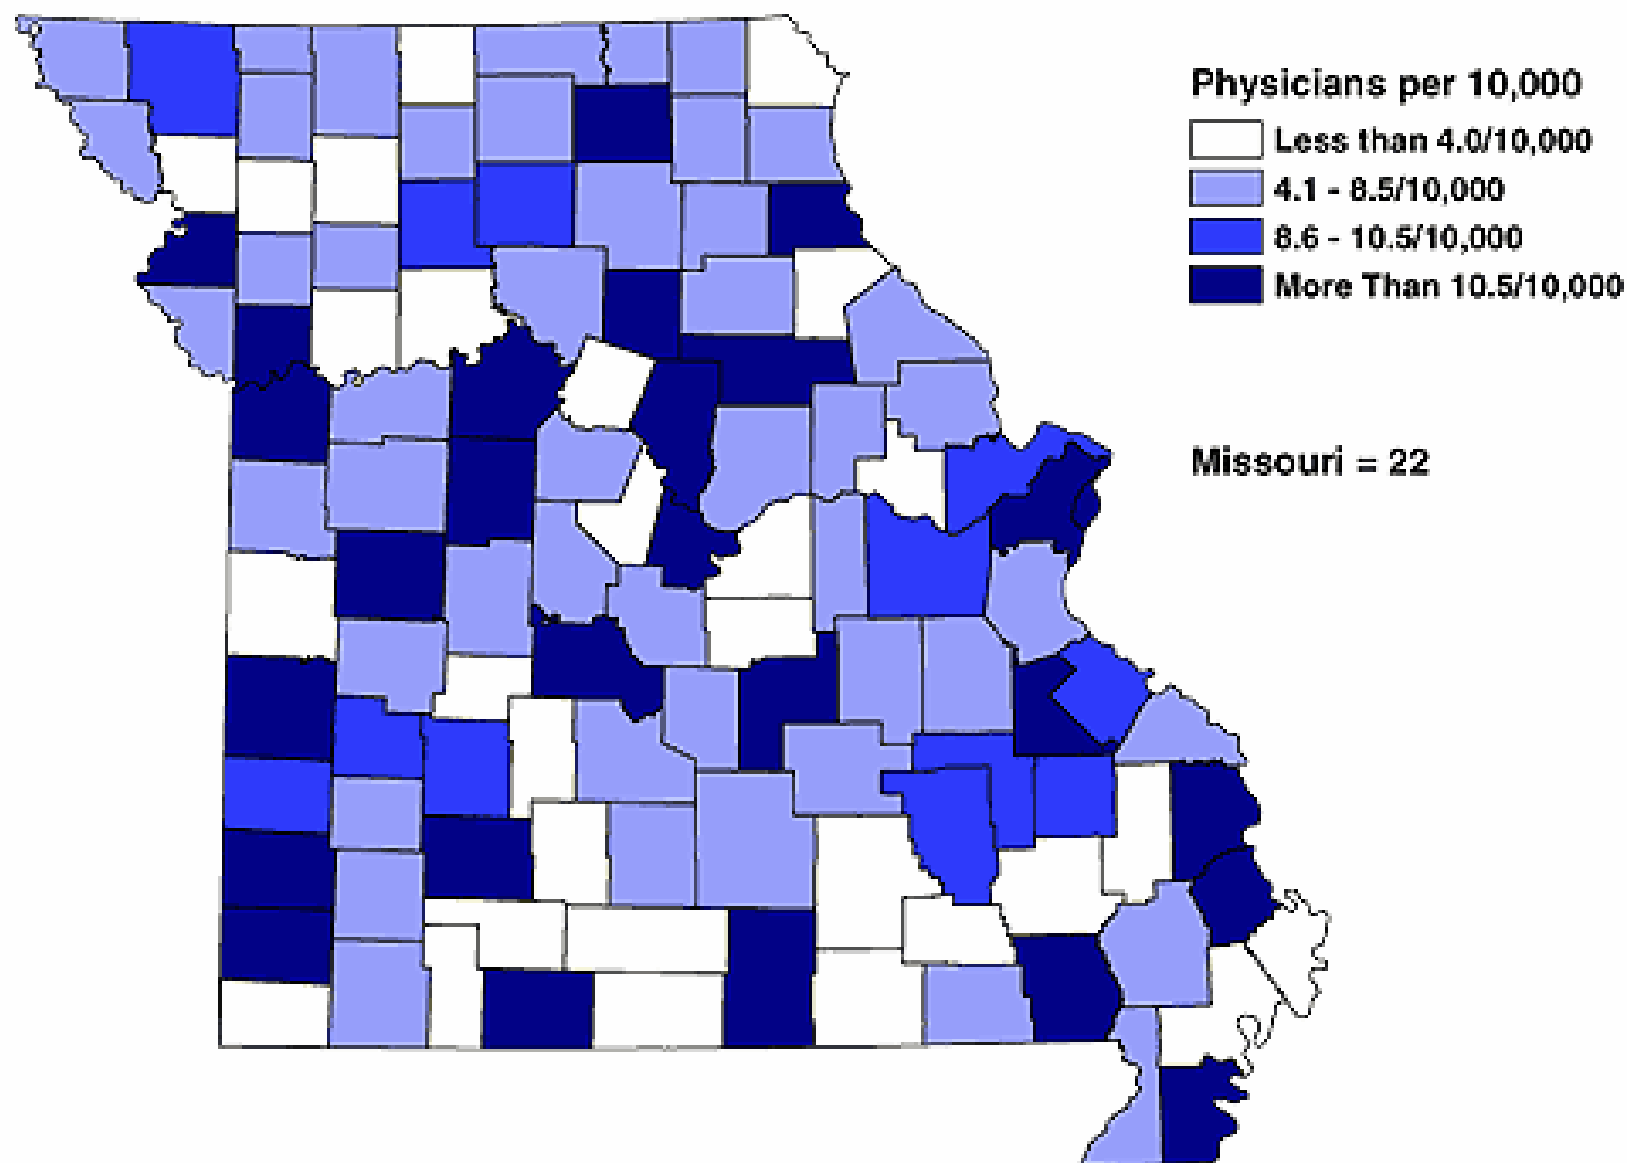 Physicians per 10,000
Less than 4.0/10,000
4.1 - 8.5/10,000
8.6 - 10.5/10,000
More Than 10.5/10,000
Missouri = 22